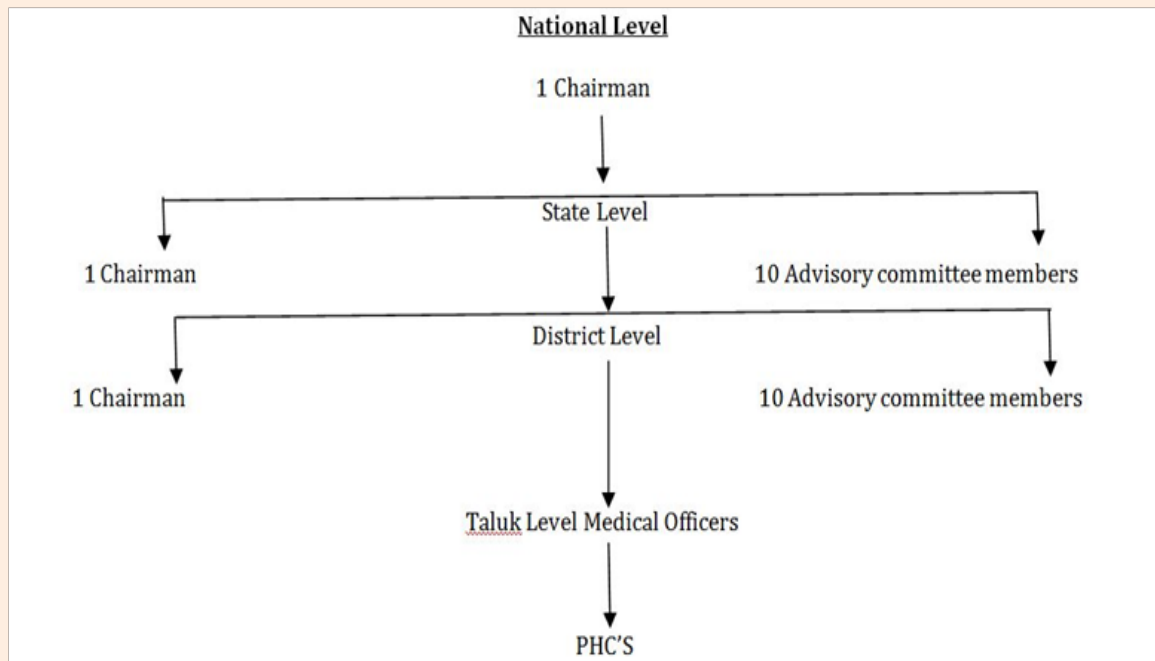 National Level
1 Chairman
State Level
1 Chairman
10 Advisory committee members
District Level
1 Chairman
10 Advisory committee members
Taluk Level Medical Officers
PHC'S